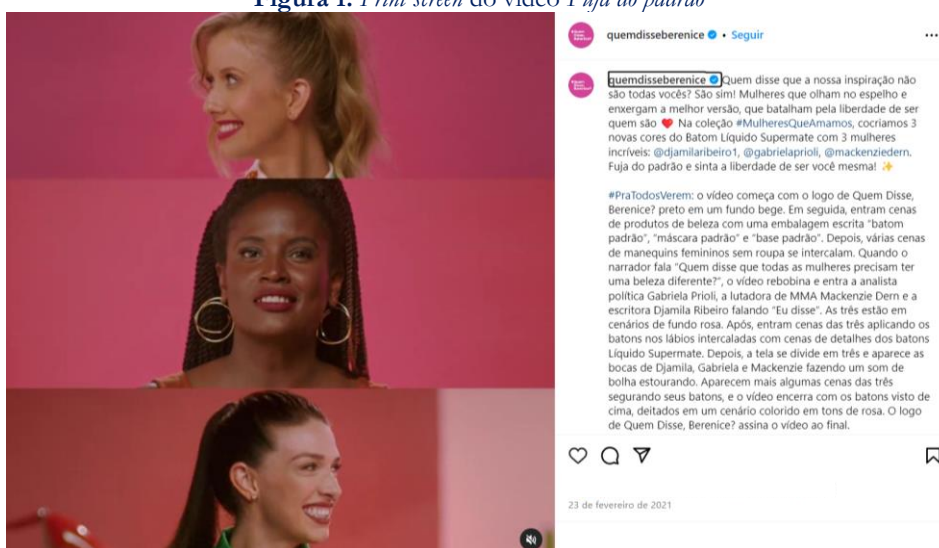 Figura 1. Print screen do vídeo Fuja do padrão
quemdisseberenice • Seguir
quemdisseberenice Quem disse que a nossa inspiração não
são todas vocês? São sim! Mulheres que olham no espelho e
enxergam a melhor versão, que batalham pela liberdade de ser
quem são ❤️ Na coleção #MulheresQueAmamos, cocriamos 3
novas cores do Batom Líquido Supermate com 3 mulheres
incríveis: @djamilaribeiro1, @gabrielaprioli, @mackenziedern.
Fuja do padrão e sinta a liberdade de ser você mesma! ✨
#PraTodosVerem: o vídeo começa com o logo de Quem Disse,
Berenice? preto em um fundo bege. Em seguida, entram cenas
de produtos de beleza com uma embalagem escrita "batom
padrão", "máscara padrão" e "base padrão". Depois, várias cenas
de manequins femininos sem roupa se intercalam. Quando o
narrador fala "Quem disse que todas as mulheres precisam ter
uma beleza diferente?", o vídeo rebobina e entra a analista
política Gabriela Prioli, a lutadora de MMA Mackenzie Dern e a
escritora Djamila Ribeiro falando "Eu disse". As três estão em
cenários de fundo rosa. Após, entram cenas das três aplicando os
batons nos lábios intercaladas com cenas de detalhes dos batons
Líquido Supermate. Depois, a tela se divide em três e aparece as
bocas de Djamila, Gabriela e Mackenzie fazendo um som de
bolha estourando. Aparecem mais algumas cenas das três
segurando seus batons, e o vídeo encerra com os batons visto de
cima, deitados em um cenário colorido em tons de rosa. O logo
de Quem Disse, Berenice? assina o vídeo ao final.
23 de fevereiro de 2021